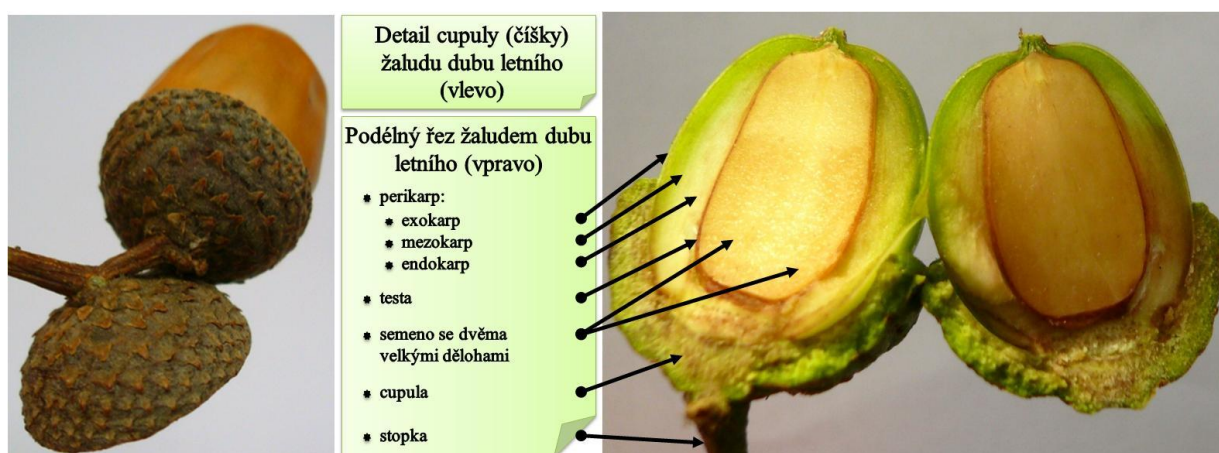 Detail cupuly (číšky)
žaludu dubu letního
(vlevo)
Podélný řez žaludem dubu
letního (vpravo)
perikarp:
exokarp
mezokarp
endokarp
testa
semeno se dvěma
velkými dělohami
cupula
stopka